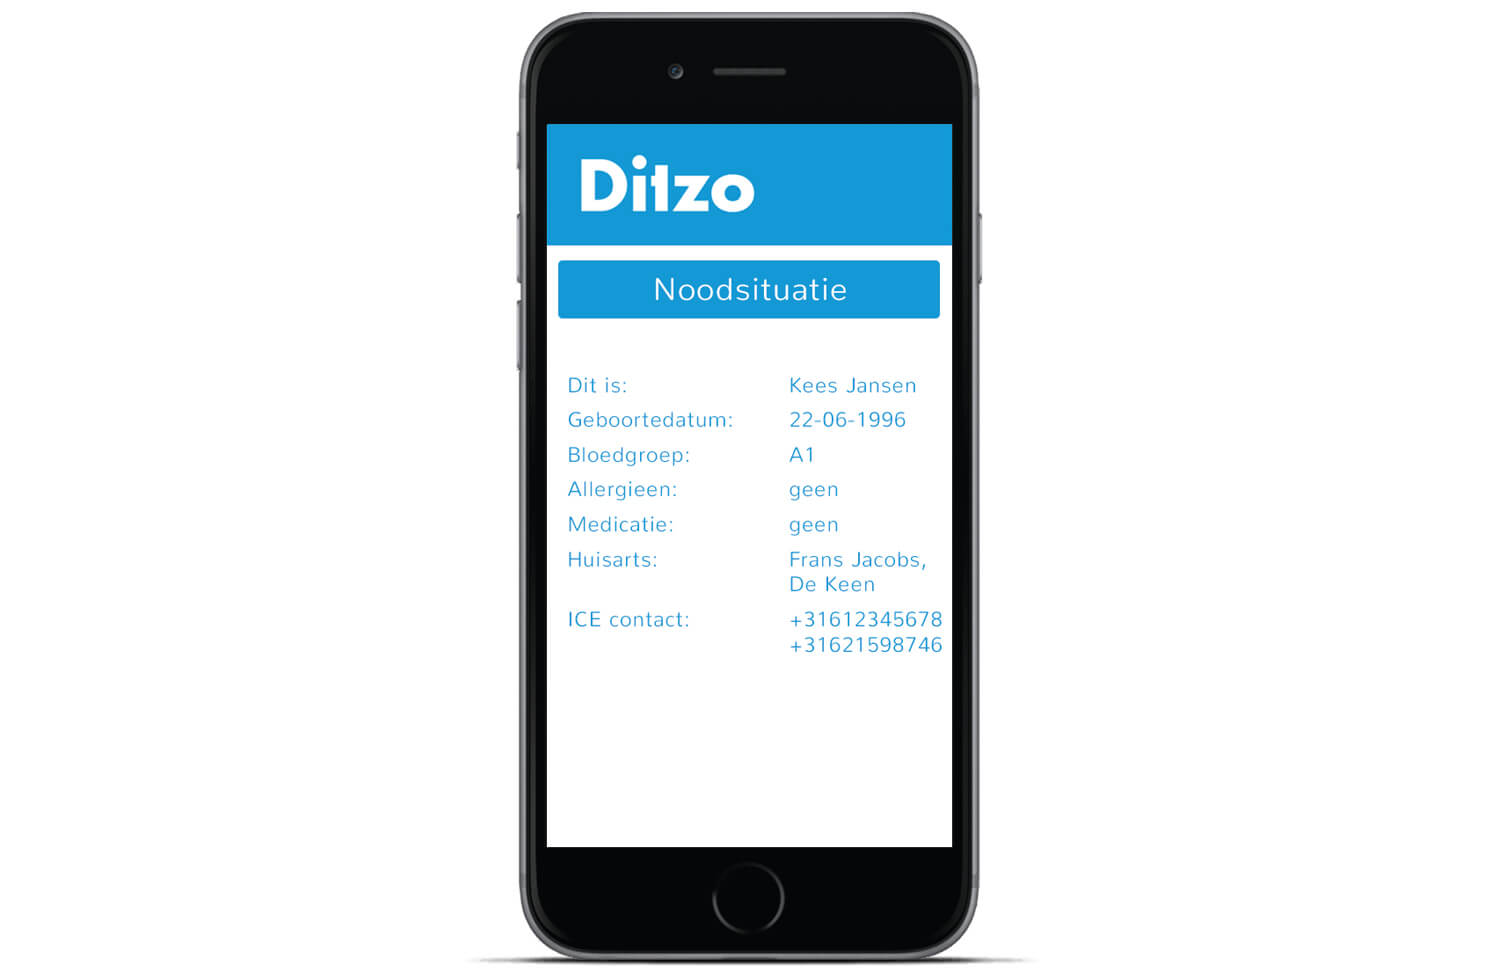 Ditzo
Noodsituatie
Dit is: Kees Jansen
Geboortedatum: 22-06-1996
Bloedgroep: A1
Allergieen: geen
Medicatie: geen
Huisarts: Frans Jacobs,
De Keen
ICE contact: +31612345678
+31621598746